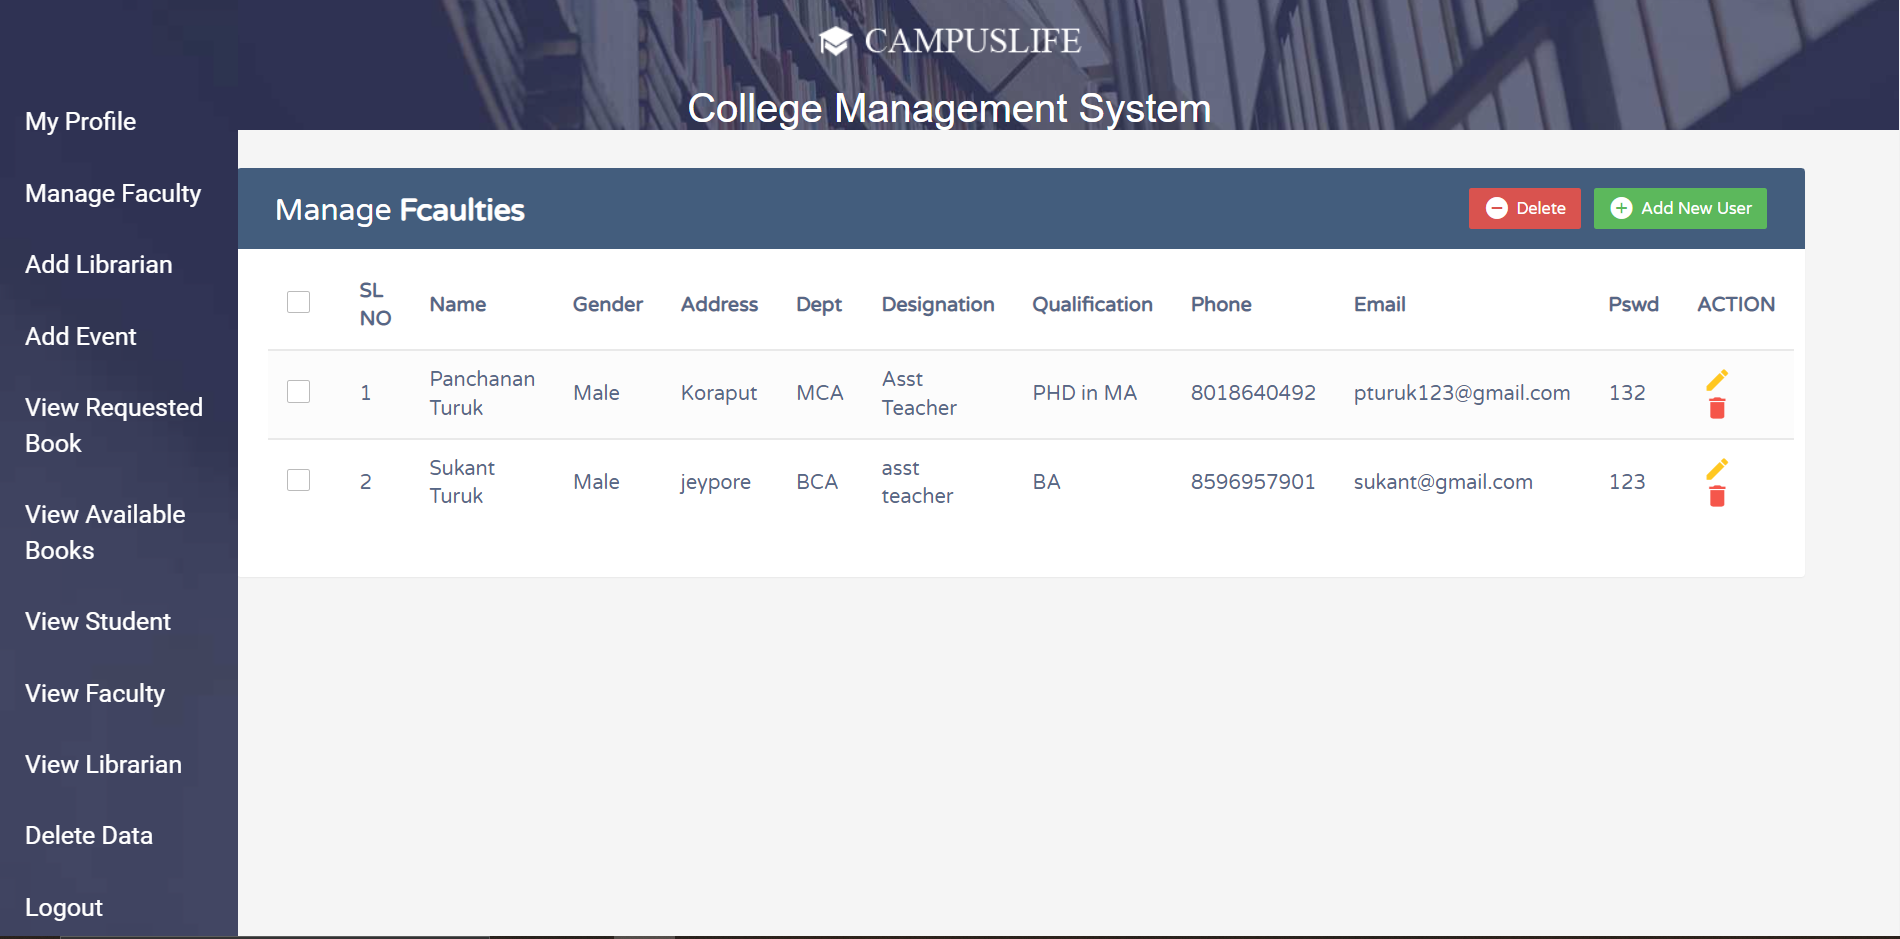 CAMPUSLIFE
College Management System
My Profile
Manage Faculty
Add Librarian
Add Event
View Requested
Book
View Available
Books
View Student
View Faculty
View Librarian
Delete Data
Logout
Manage Fcaulties
Delete
Add New User
SL NO Name Gender Address Dept Designation Qualification Phone Email Pswd ACTION
1 Panchanan Turuk Male Koraput MCA Asst Teacher PHD in MA 8018640492 pturuk123@gmail.com 132
2 Sukant Turuk Male jeypore BCA asst teacher BA 8596957901 sukant@gmail.com 123